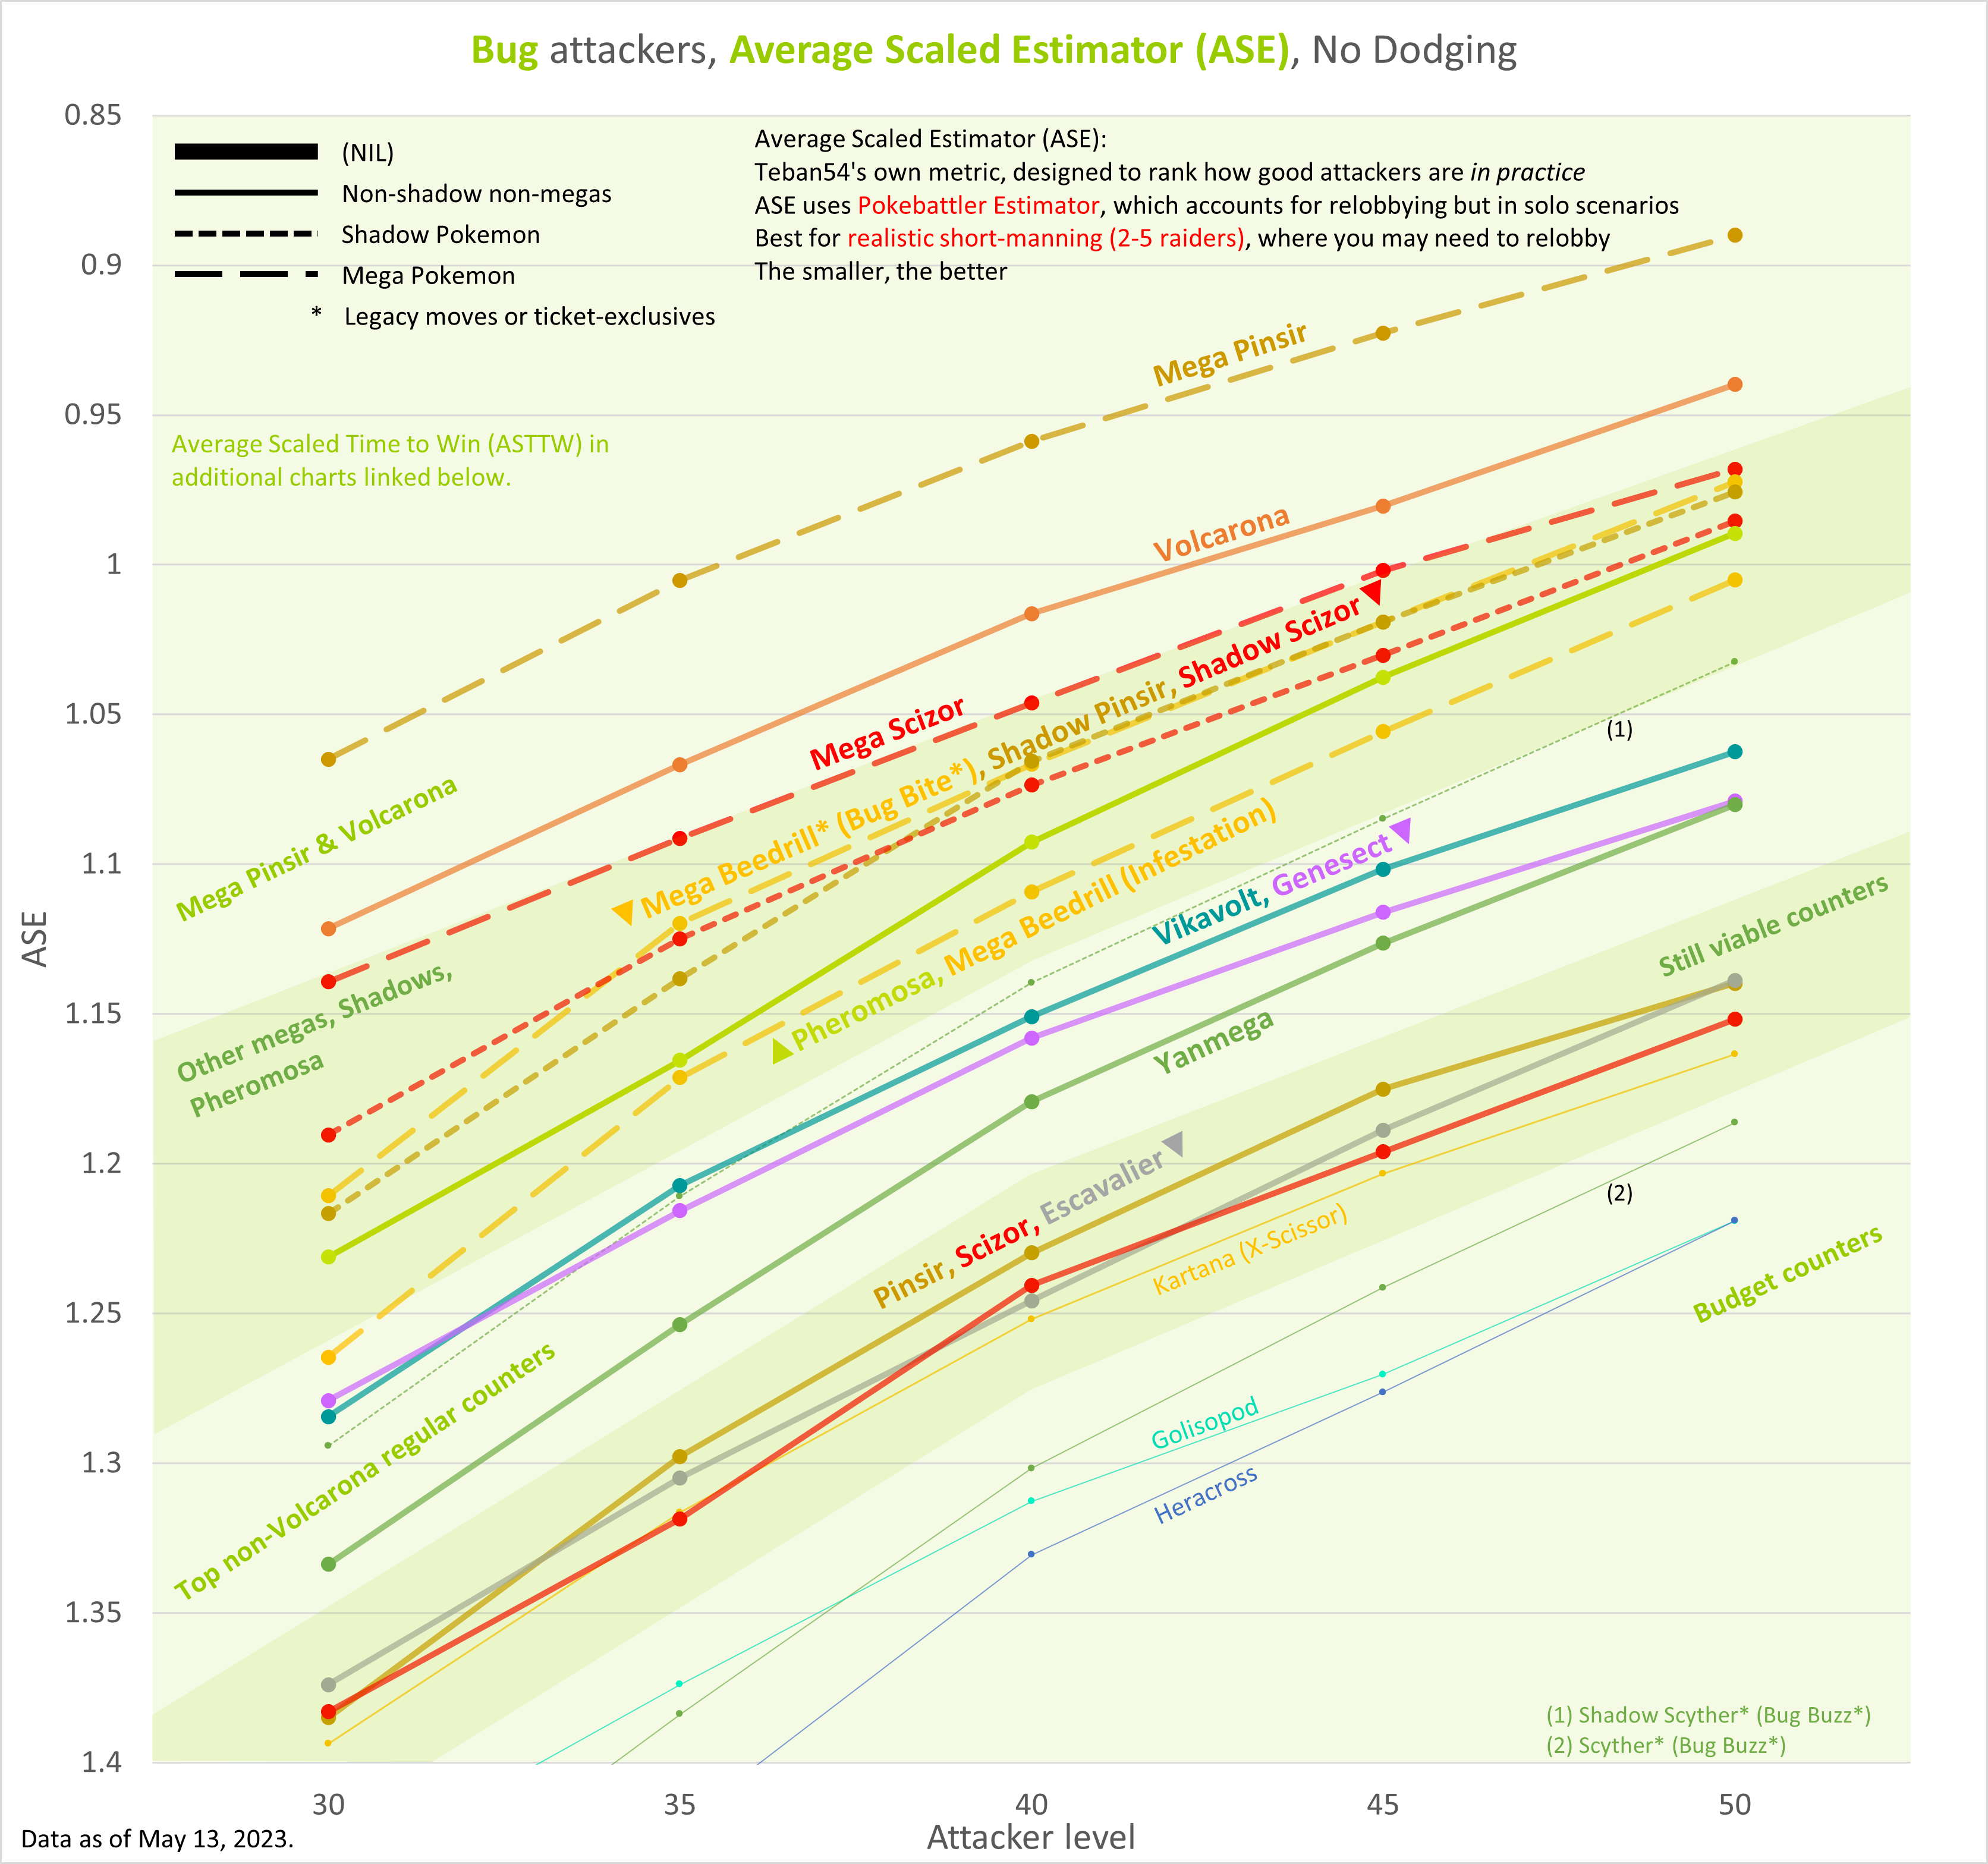 Bug attackers, Average Scaled Estimator (ASE), No Dodging
0.85
0.9
0.95
1
1.05
1.1
1.15
1.2
1.25
1.3
1.35
1.4
ASE
(NIL)
Non-shadow non-megas
Shadow Pokemon
Mega Pokemon
* Legacy moves or ticket-exclusives
Average Scaled Estimator (ASE):
Teban54's own metric, designed to rank how good attackers are in practice
ASE uses Pokebattler Estimator, which accounts for relobbying but in solo scenarios
Best for realistic short-manning (2-5 raiders), where you may need to relobby
The smaller, the better
Average Scaled Time to Win (ASTTW) in
additional charts linked below.
Mega Pinsir
Volcarona
Mega Scizor
◀ Mega Beedrill* (Bug Bite*), Shadow Pinsir, Shadow Scizor ▶
Mega Pinsir & Volcarona
Other megas, Shadows,
Pheromosa
◀Pheromosa, Mega Beedrill (Infestation)
(1)
Vikavolt, Genesect ▶
Yanmega
Still viable counters
Top non-Volcarona regular counters
Pinsir, Scizor, Escavalier ▶
Kartana (X-Scissor)
(2)
Budget counters
Golisopod
Heracross
(1) Shadow Scyther* (Bug Buzz*)
(2) Scyther* (Bug Buzz*)
30
35
40
45
50
Attacker level
Data as of May 13, 2023.